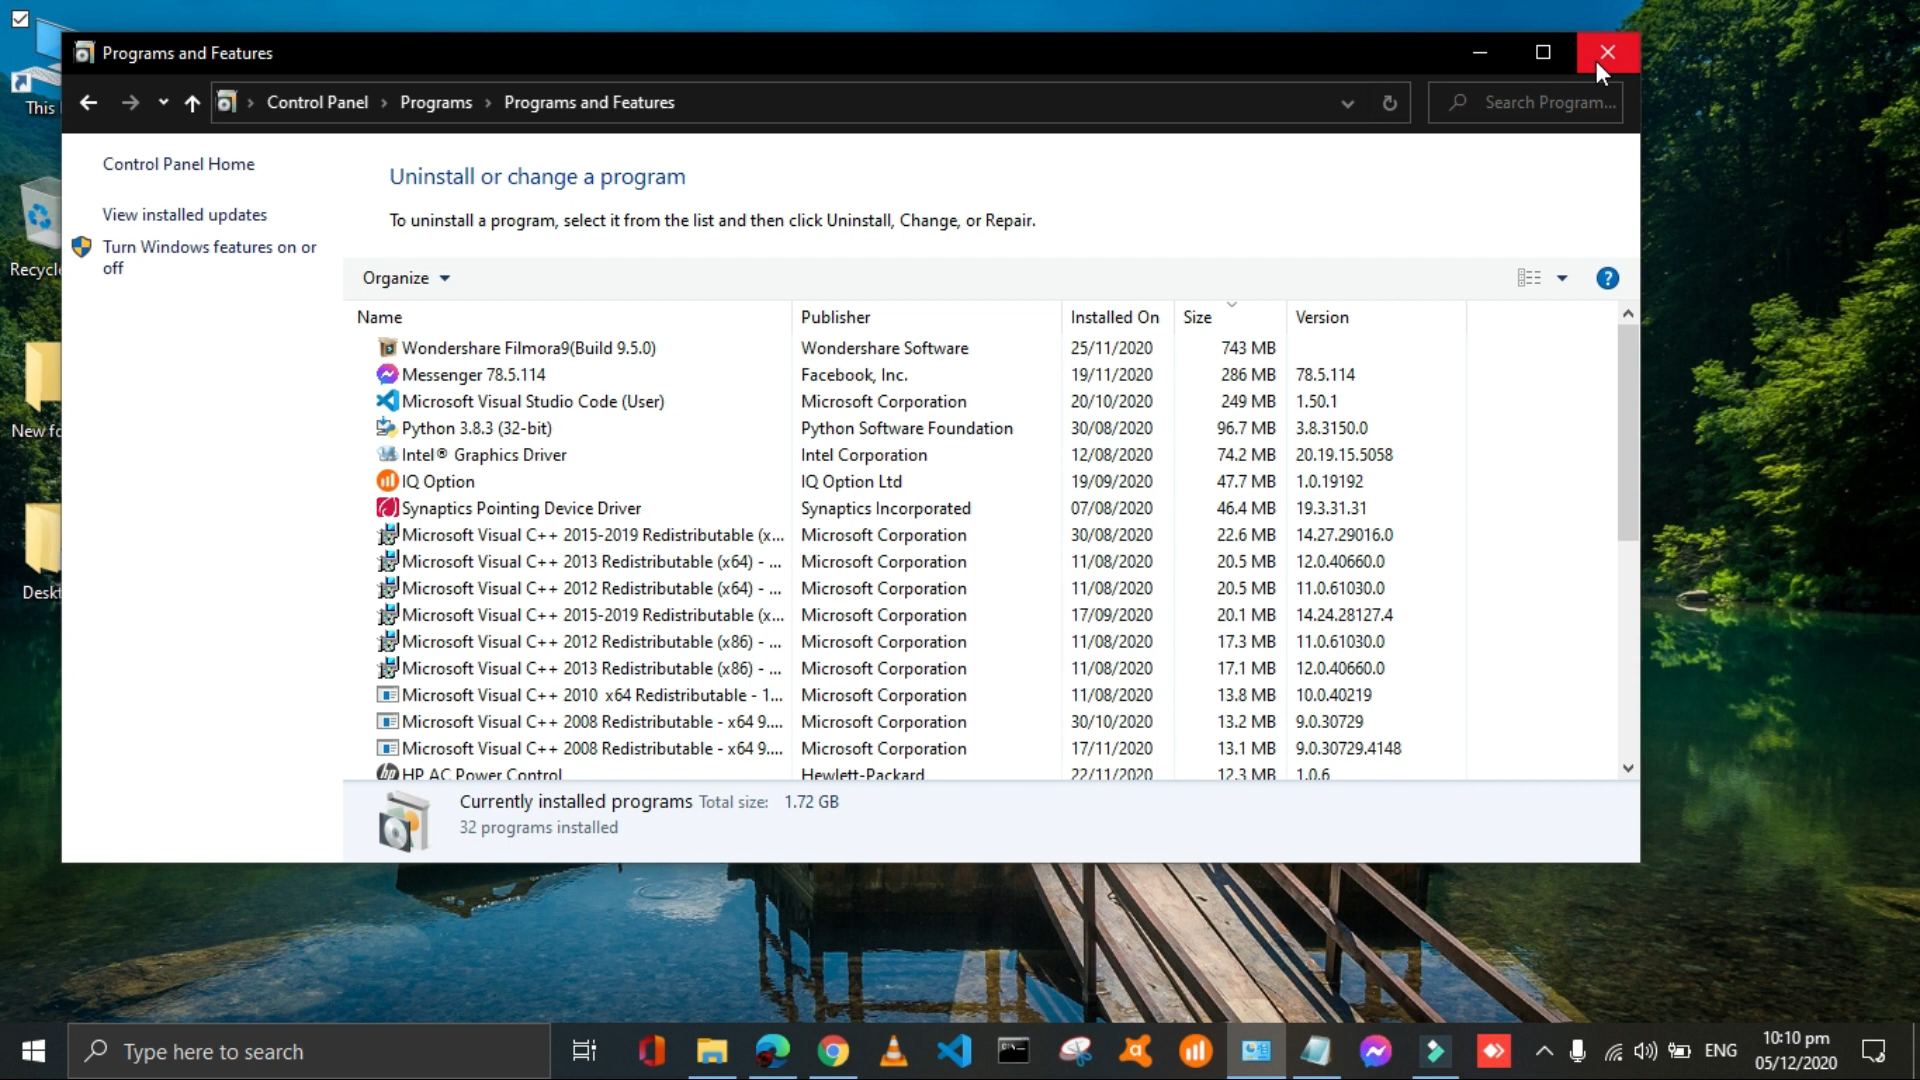 This
Recycle
New fo
Deskt
Programs and Features
Control Panel > Programs > Programs and Features
Search Program...
Control Panel Home
View installed updates
Turn Windows features on or
off
Uninstall or change a program
To uninstall a program, select it from the list and then click Uninstall, Change, or Repair.
Organize
?
Name Publisher Installed On Size Version
Wondershare Filmora9(Build 9.5.0) Wondershare Software 25/11/2020 743 MB
Messenger 78.5.114 Facebook, Inc. 19/11/2020 286 MB 78.5.114
Microsoft Visual Studio Code (User) Microsoft Corporation 20/10/2020 249 MB 1.50.1
Python 3.8.3 (32-bit) Python Software Foundation 30/08/2020 96.7 MB 3.8.3150.0
Intel® Graphics Driver Intel Corporation 12/08/2020 74.2 MB 20.19.15.5058
IQ Option IQ Option Ltd 19/09/2020 47.7 MB 1.0.19192
Synaptics Pointing Device Driver Synaptics Incorporated 07/08/2020 46.4 MB 19.3.31.31
Microsoft Visual C++ 2015-2019 Redistributable (x... Microsoft Corporation 30/08/2020 22.6 MB 14.27.29016.0
Microsoft Visual C++ 2013 Redistributable (x64) - ... Microsoft Corporation 11/08/2020 20.5 MB 12.0.40660.0
Microsoft Visual C++ 2012 Redistributable (x64) - ... Microsoft Corporation 11/08/2020 20.5 MB 11.0.61030.0
Microsoft Visual C++ 2015-2019 Redistributable (x... Microsoft Corporation 17/09/2020 20.1 MB 14.24.28127.4
Microsoft Visual C++ 2012 Redistributable (x86) - ... Microsoft Corporation 11/08/2020 17.3 MB 11.0.61030.0
Microsoft Visual C++ 2013 Redistributable (x86) - ... Microsoft Corporation 11/08/2020 17.1 MB 12.0.40660.0
Microsoft Visual C++ 2010 x64 Redistributable - 1... Microsoft Corporation 11/08/2020 13.8 MB 10.0.40219
Microsoft Visual C++ 2008 Redistributable - x64 9.... Microsoft Corporation 30/10/2020 13.2 MB 9.0.30729
Microsoft Visual C++ 2008 Redistributable - x64 9.... Microsoft Corporation 17/11/2020 13.1 MB 9.0.30729.4148
HP AC Power Control Hewlett-Packard 22/11/2020 12.3 MB 1.0.6
Currently installed programs Total size: 1.72 GB
32 programs installed
Type here to search
ENG
10:10 pm
05/12/2020